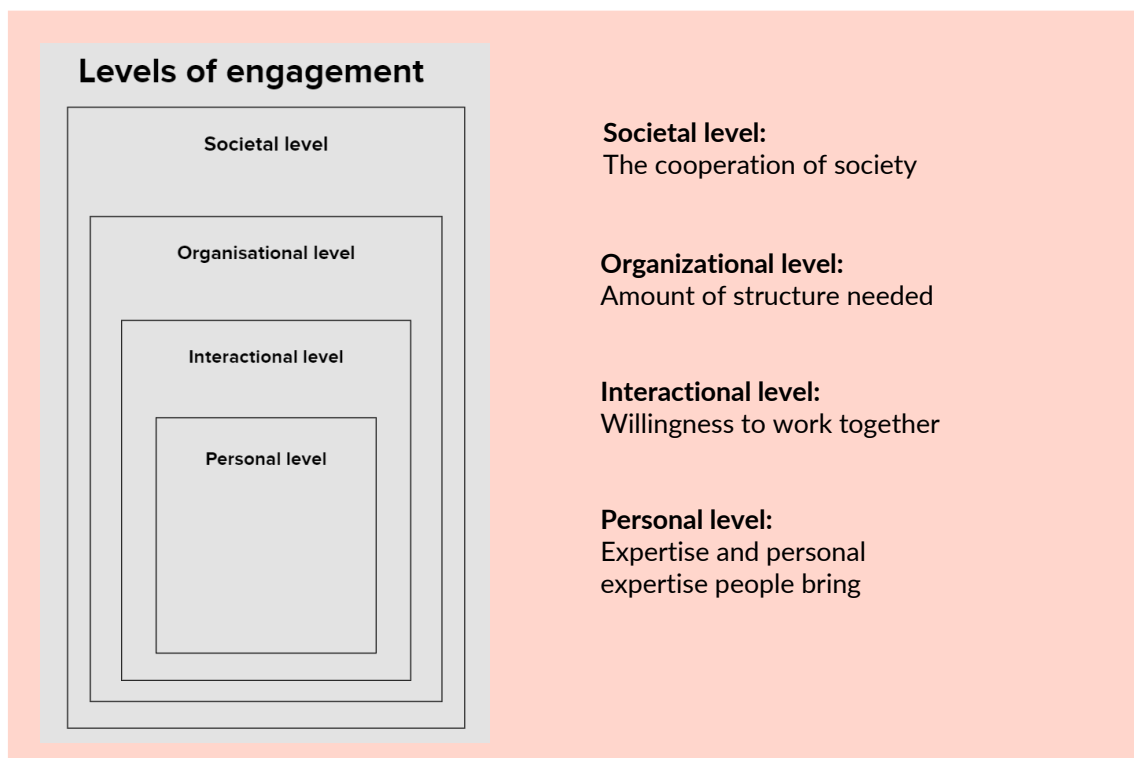 Levels of engagement
Societal level
Organisational level
Interactional level
Personal level
Societal level:
The cooperation of society
Organizational level:
Amount of structure needed
Interactional level:
Willingness to work together
Personal level:
Expertise and personal
expertise people bring